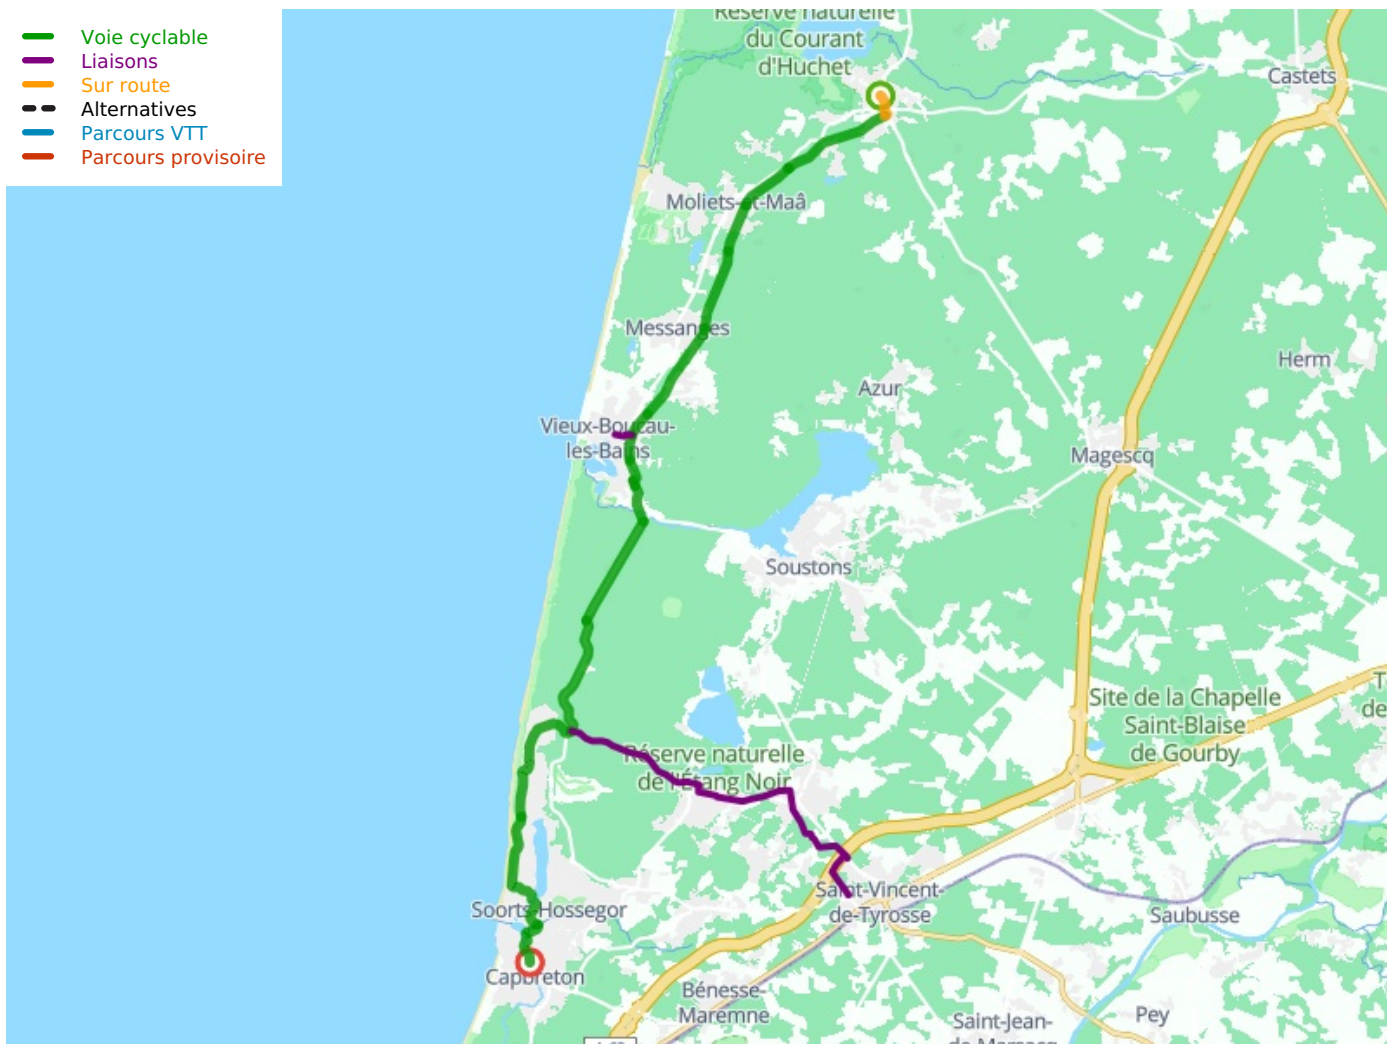 Voie cyclable
Liaisons
Sur route
Alternatives
Parcours VTT
Parcours provisoire
Réserve naturelle
du Courant
d'Huchet
Castets
Moliets-et-Maâ
Messanges
Herm
Azur
Vieux-Boucau-
les-Bains
Magescq
Soustons
Site de la Chapelle
Saint-Blaise
de Gourby
Réserve naturelle
de l'Étang Noir
Saint-Vincent-
de-Tyrosse
Soorts-Hossegor
Saubusse
Capbreton
Bénesse-
Maremne
Saint-Jean-
Pey